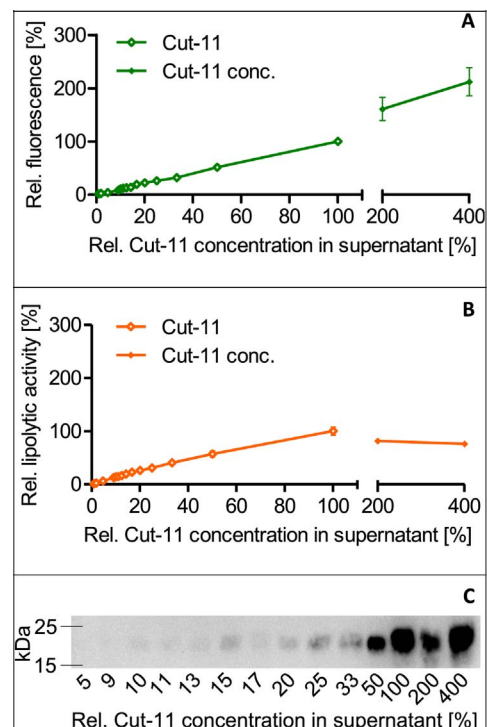 A
300
200
100
0
Rel. fluorescence [%]
Cut-11
Cut-11 conc.
0 20 40 60 80 100 200 400
Rel. Cut-11 concentration in supernatant [%]
B
300
200
100
0
Rel. lipolytic activity [%]
Cut-11
Cut-11 conc.
0 20 40 60 80 100 200 400
Rel. Cut-11 concentration in supernatant [%]
C
25
kDa
15
5 9 10 11 13 15 17 20 25 33 50 100 200 400
Rel. Cut-11 concentration in supernatant [%]